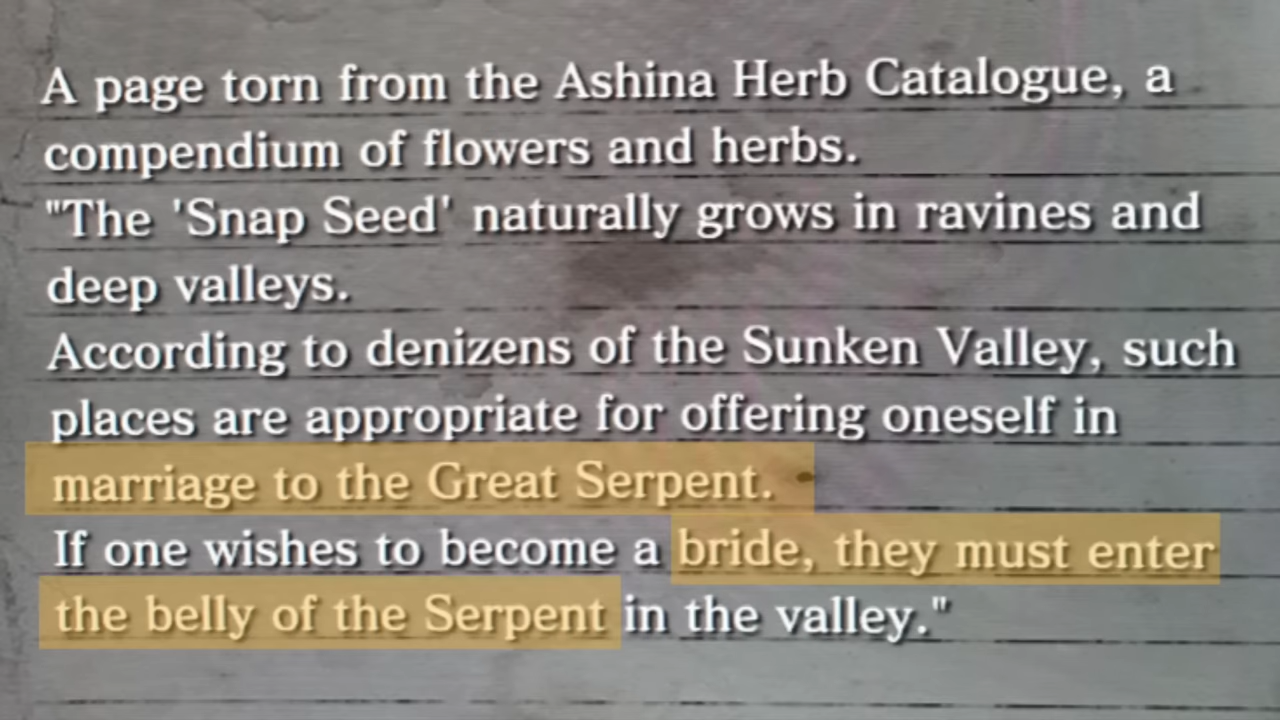 A page torn from the Ashina Herb Catalogue, a
compendium of flowers and herbs.
"The 'Snap Seed' naturally grows in ravines and
deep valleys.
According to denizens of the Sunken Valley, such
places are appropriate for offering oneself in
marriage to the Great Serpent.
If one wishes to become a bride, they must enter
the belly of the Serpent in the valley."